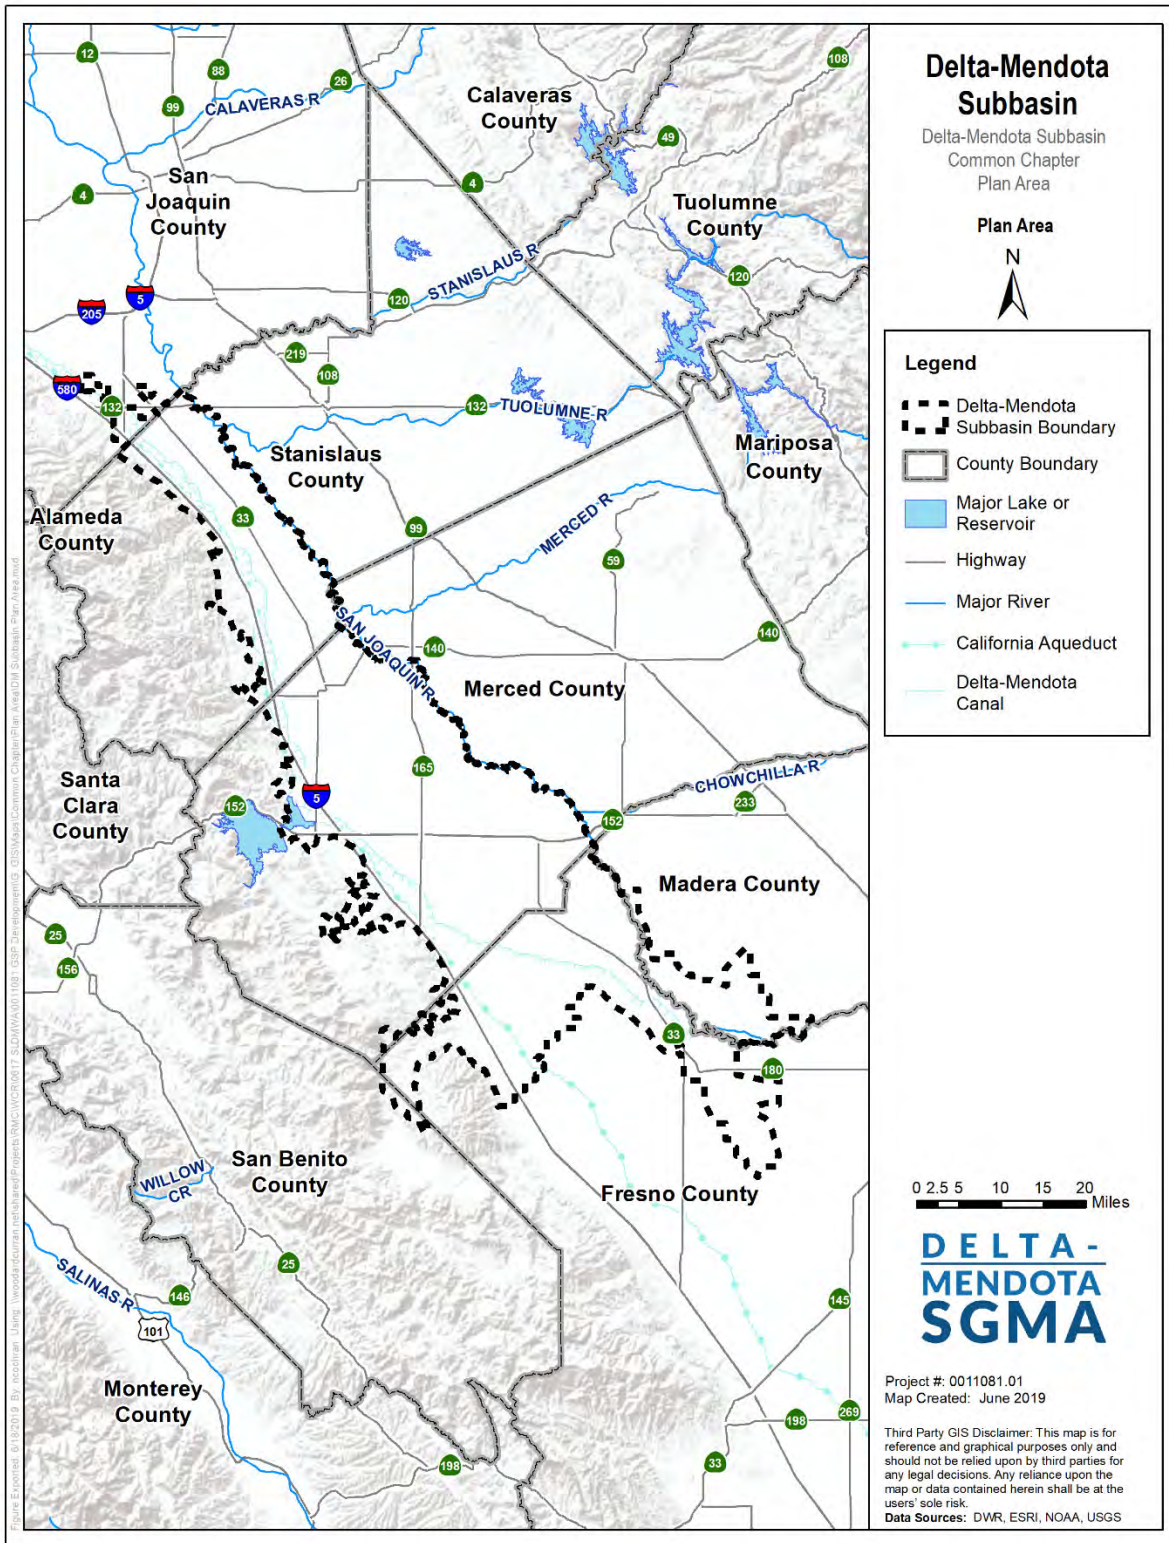 Delta-Mendota
Subbasin
Delta-Mendota Subbasin
Common Chapter
Plan Area
Plan Area
N
Legend
Delta-Mendota
Subbasin Boundary
County Boundary
Major Lake or
Reservoir
Highway
Major River
California Aqueduct
Delta-Mendota
Canal
0 2.5 5 10 15 20
Miles
DELTA-
MENDOTA
SGMA
Project #: 0011081.01
Map Created: June 2019
Third Party GIS Disclaimer: This map is for
reference and graphical purposes only and
should not be relied upon by third parties for
any legal decisions. Any reliance upon the
map or data contained herein shall be at the
users' sole risk.
Data Sources: DWR, ESRI, NOAA, USGS
12
88
26
108
99
CALAVERAS R
Calaveras
County
49
San
Joaquin
County
4
4
Tuolumne
County
STANISLAUS R
120
120
5
205
219
108
580
132
132
TUOLUMNE R
Stanislaus
County
Mariposa
County
Alameda
County
33
99
MERCED R
59
SAN JOAQUIN R
140
140
Merced County
Santa
Clara
County
165
CHOWCHILLA R
233
152
5
152
Madera County
25
156
33
180
San Benito
County
WILLOW
CR
Fresno County
25
SALINAS R
146
101
145
Monterey
County
269
198
198
33